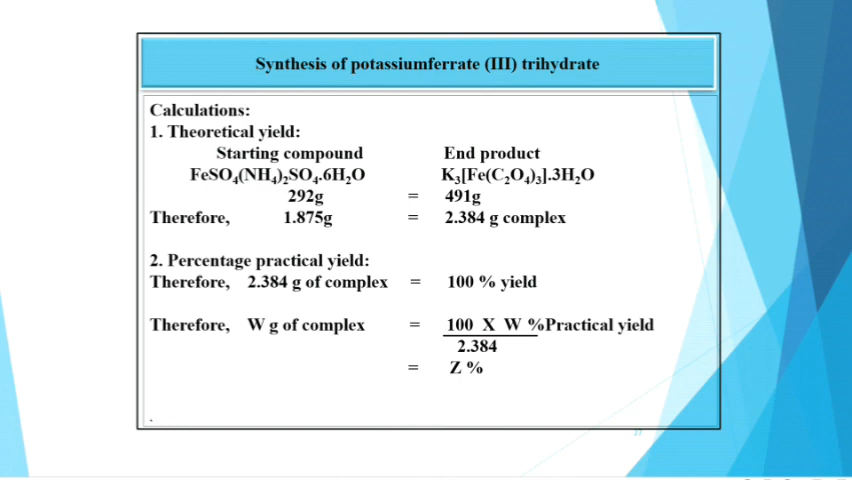 Synthesis of potassiumferrate (III) trihydrate
Calculations:
1. Theoretical yield:
Starting compound End product
FeSO₄(NH₄)₂SO₄.6H₂O K₃[Fe(C₂O₄)₃].3H₂O
292g = 491g
Therefore, 1.875g = 2.384 g complex
2. Percentage practical yield:
Therefore, 2.384 g of complex = 100 % yield
Therefore, W g of complex = 100 X W %Practical yield
2.384
= Z %
.